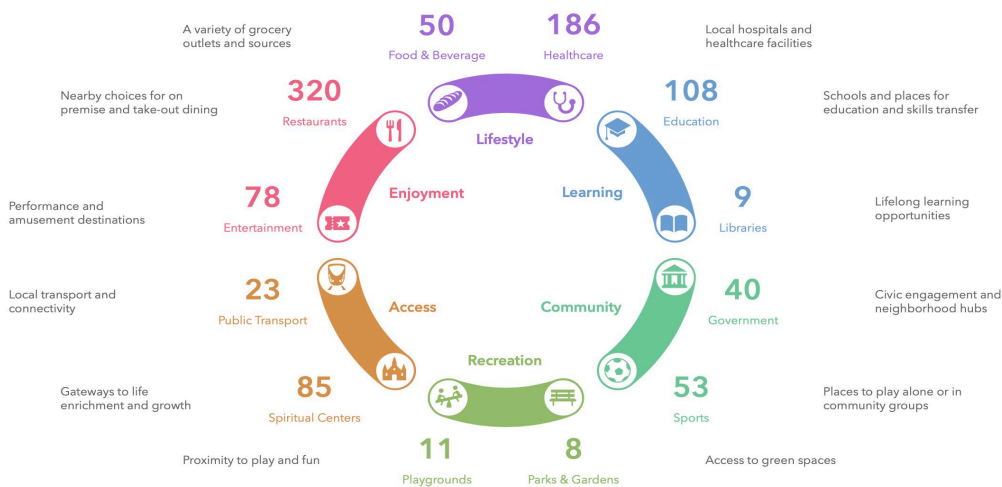 50
186
A variety of grocery
outlets and sources
Food & Beverage
Healthcare
Local hospitals and
healthcare facilities
Nearby choices for on
premise and take-out dining
320
Restaurants
108
Education
Schools and places for
education and skills transfer
Lifestyle
Enjoyment
Learning
Performance and
amusement destinations
78
Entertainment
9
Libraries
Lifelong learning
opportunities
Local transport and
connectivity
23
Public Transport
Access
Community
40
Government
Civic engagement and
neighborhood hubs
Recreation
Gateways to life
enrichment and growth
85
Spiritual Centers
53
Sports
Places to play alone or in
community groups
Proximity to play and fun
11
Playgrounds
8
Parks & Gardens
Access to green spaces